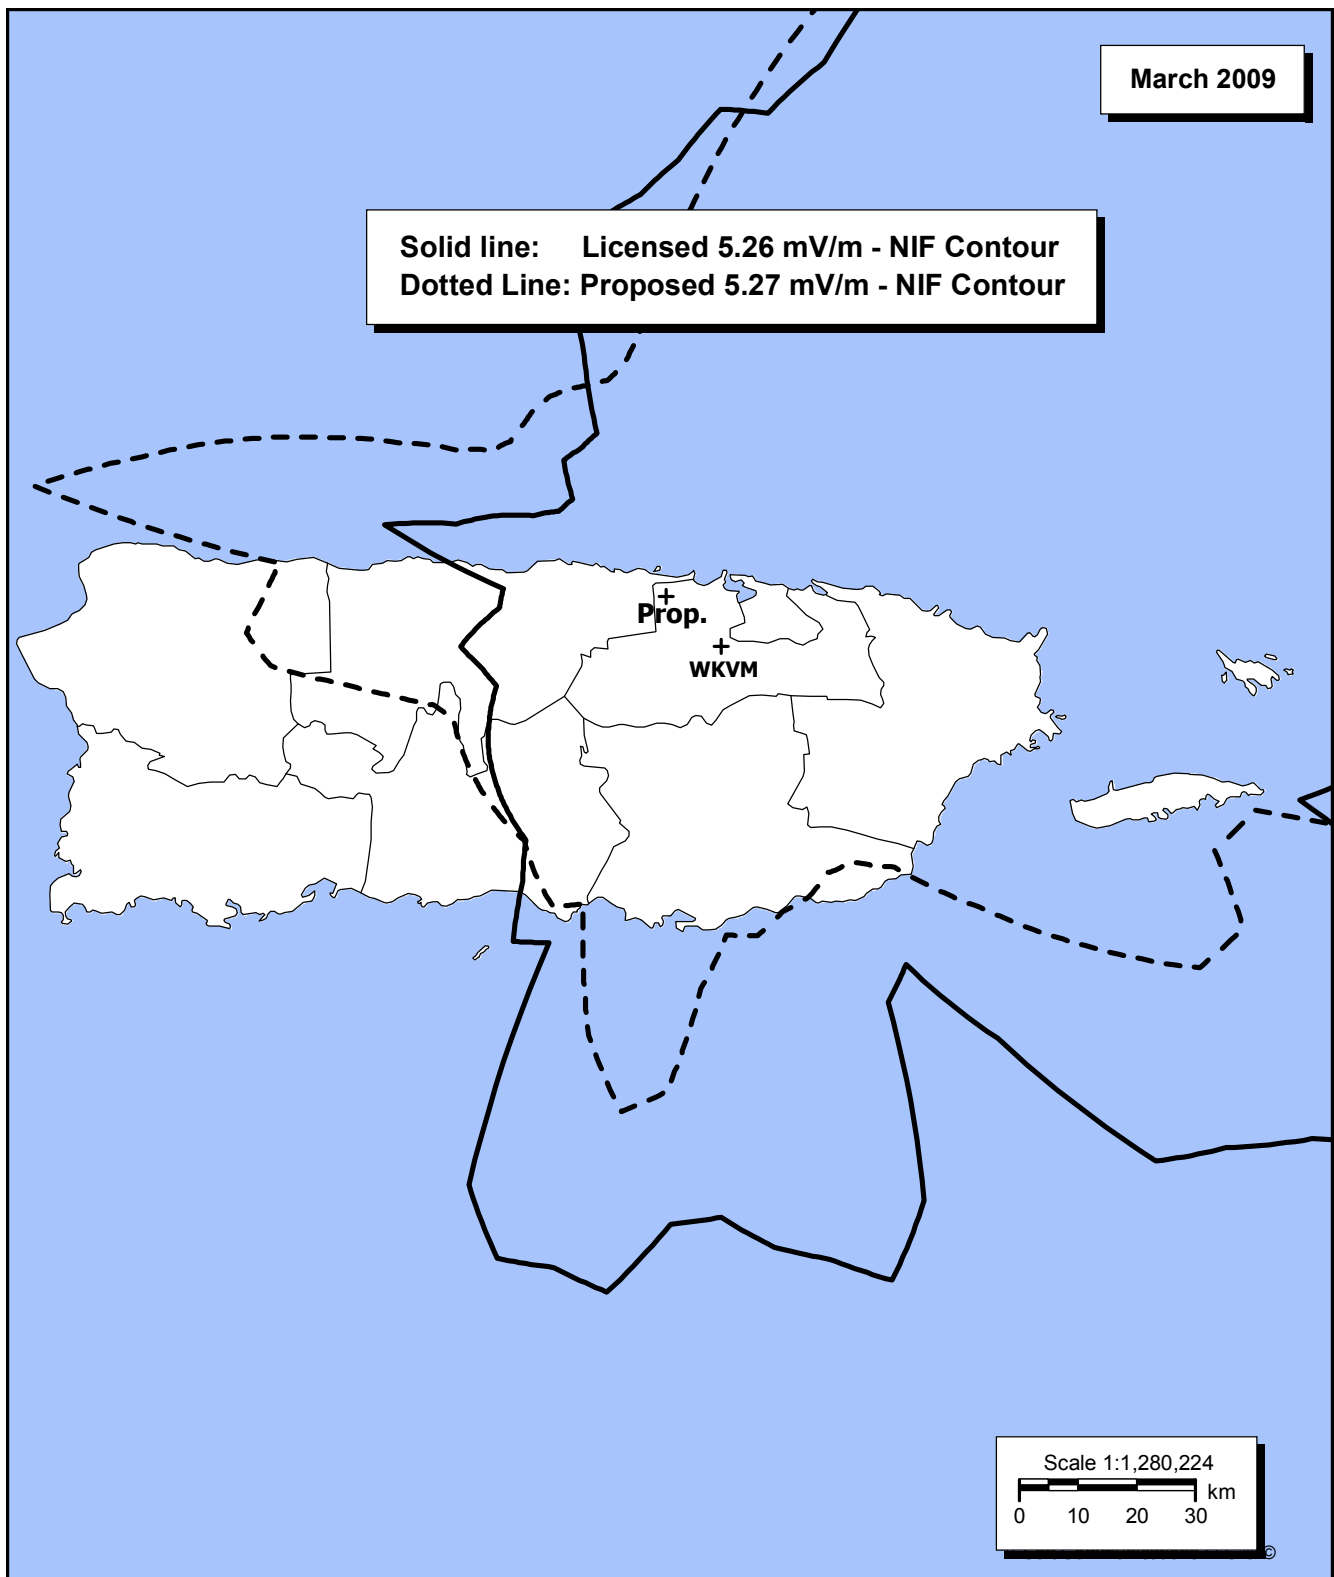 March 2009
Solid line: Licensed 5.26 mV/m - NIF Contour
Dotted Line: Proposed 5.27 mV/m - NIF Contour
Prop.
WKVM
Scale 1:1,280,224
km
0 10 20 30
©